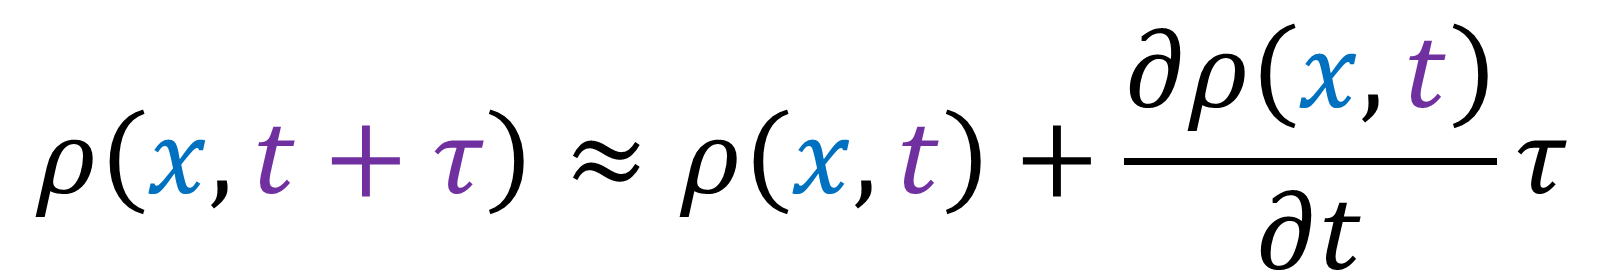 ρ(x, t + τ) ≈ ρ(x, t) + ∂ρ(x, t)/∂t τ